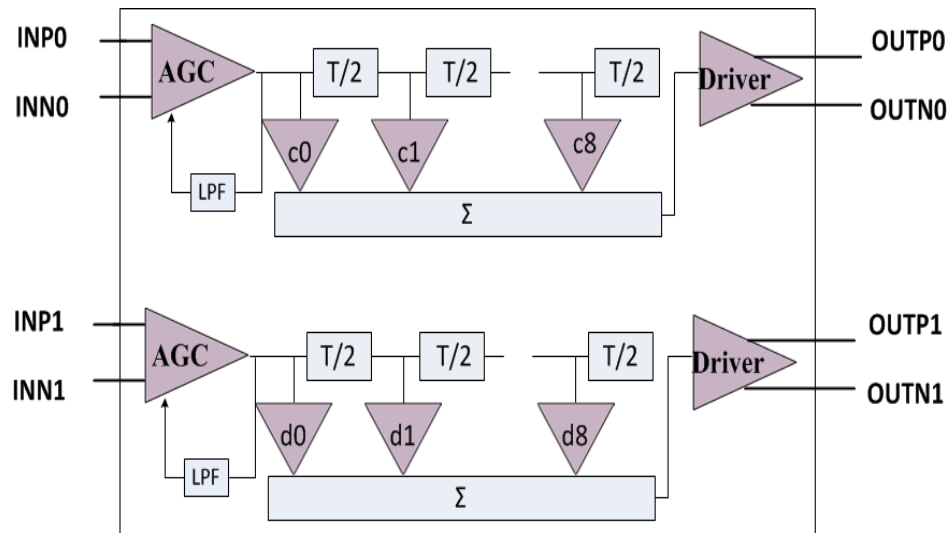 INP0
OUTP0
AGC
T/2
T/2
T/2
Driver
INN0
OUTN0
c0
c1
c8
LPF
Σ
INP1
OUTP1
AGC
T/2
T/2
T/2
Driver
INN1
OUTN1
d0
d1
d8
LPF
Σ